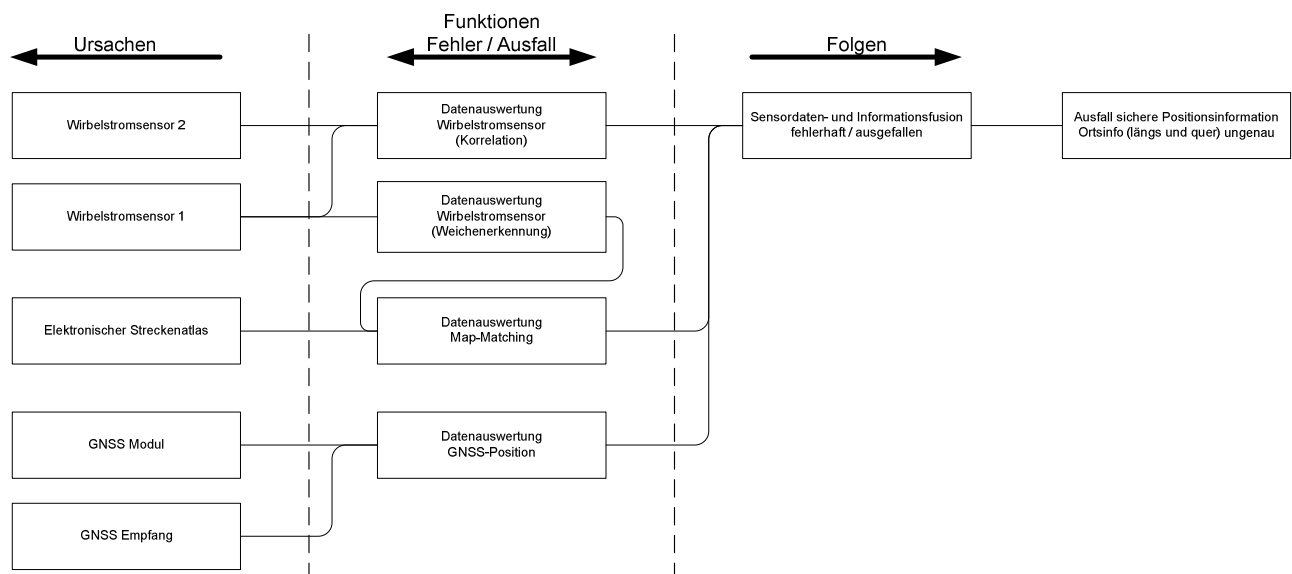 Ursachen
Funktionen
Fehler / Ausfall
Folgen
Wirbelstromsensor 2
Datenauswertung
Wirbelstromsensor
(Korrelation)
Sensordaten- und Informationsfusion
fehlerhaft / ausgefallen
Ausfall sichere Positionsinformation
Ortsinfo (längs und quer) ungenau
Wirbelstromsensor 1
Datenauswertung
Wirbelstromsensor
(Weichenerkennung)
Elektronischer Streckenatlas
Datenauswertung
Map-Matching
GNSS Modul
Datenauswertung
GNSS-Position
GNSS Empfang